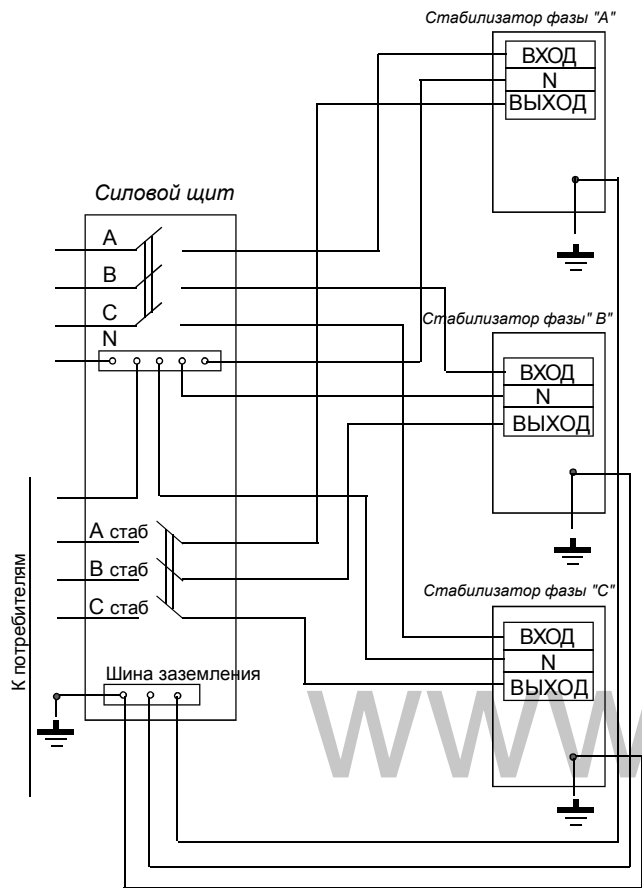 Стабилизатор фазы "А"
ВХОД
N
ВЫХОД
Силовой щит
A
B
C
N
Стабилизатор фазы" В"
ВХОД
N
ВЫХОД
А стаб
В стаб
С стаб
К потребителям
Стабилизатор фазы "С"
ВХОД
N
ВЫХОД
Шина заземления
www